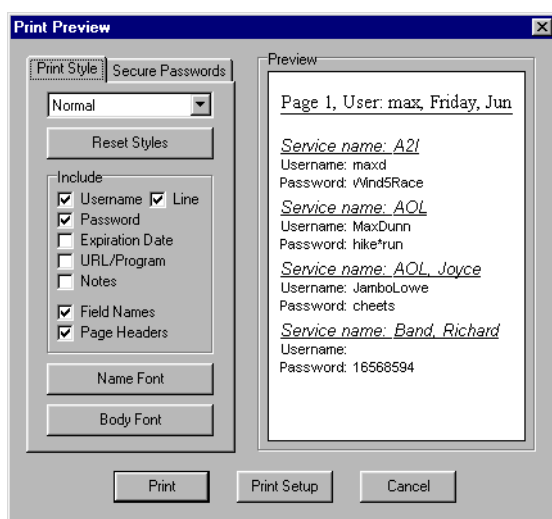 Print Preview
Print Style Secure Passwords
Normal
Reset Styles
Include
Username Line
Password
Expiration Date
URL/Program
Notes
Field Names
Page Headers
Name Font
Body Font
Preview
Page 1, User: max, Friday, Jun
Service name: A2I
Username: maxd
Password: Wind5Race
Service name: AOL
Username: MaxDunn
Password: hike*run
Service name: AOL, Joyce
Username: JamboLowe
Password: cheets
Service name: Band, Richard
Username:
Password: 16568594
Print Print Setup Cancel